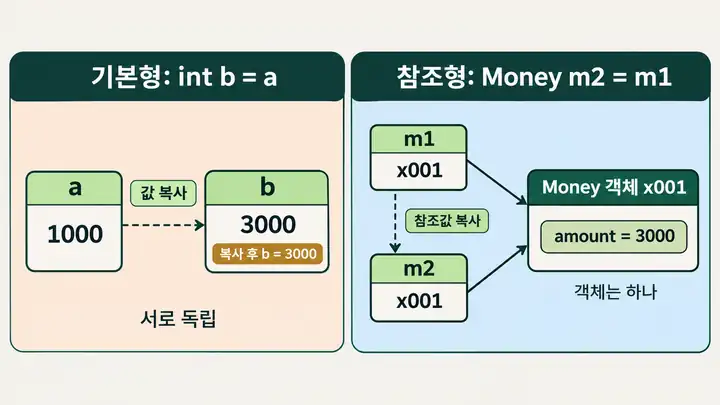 기본형: int b = a
a
1000
값 복사
b
3000
복사 후 b = 3000
서로 독립
참조형: Money m2 = m1
m1
x001
참조값 복사
m2
x001
Money 객체 x001
amount = 3000
객체는 하나